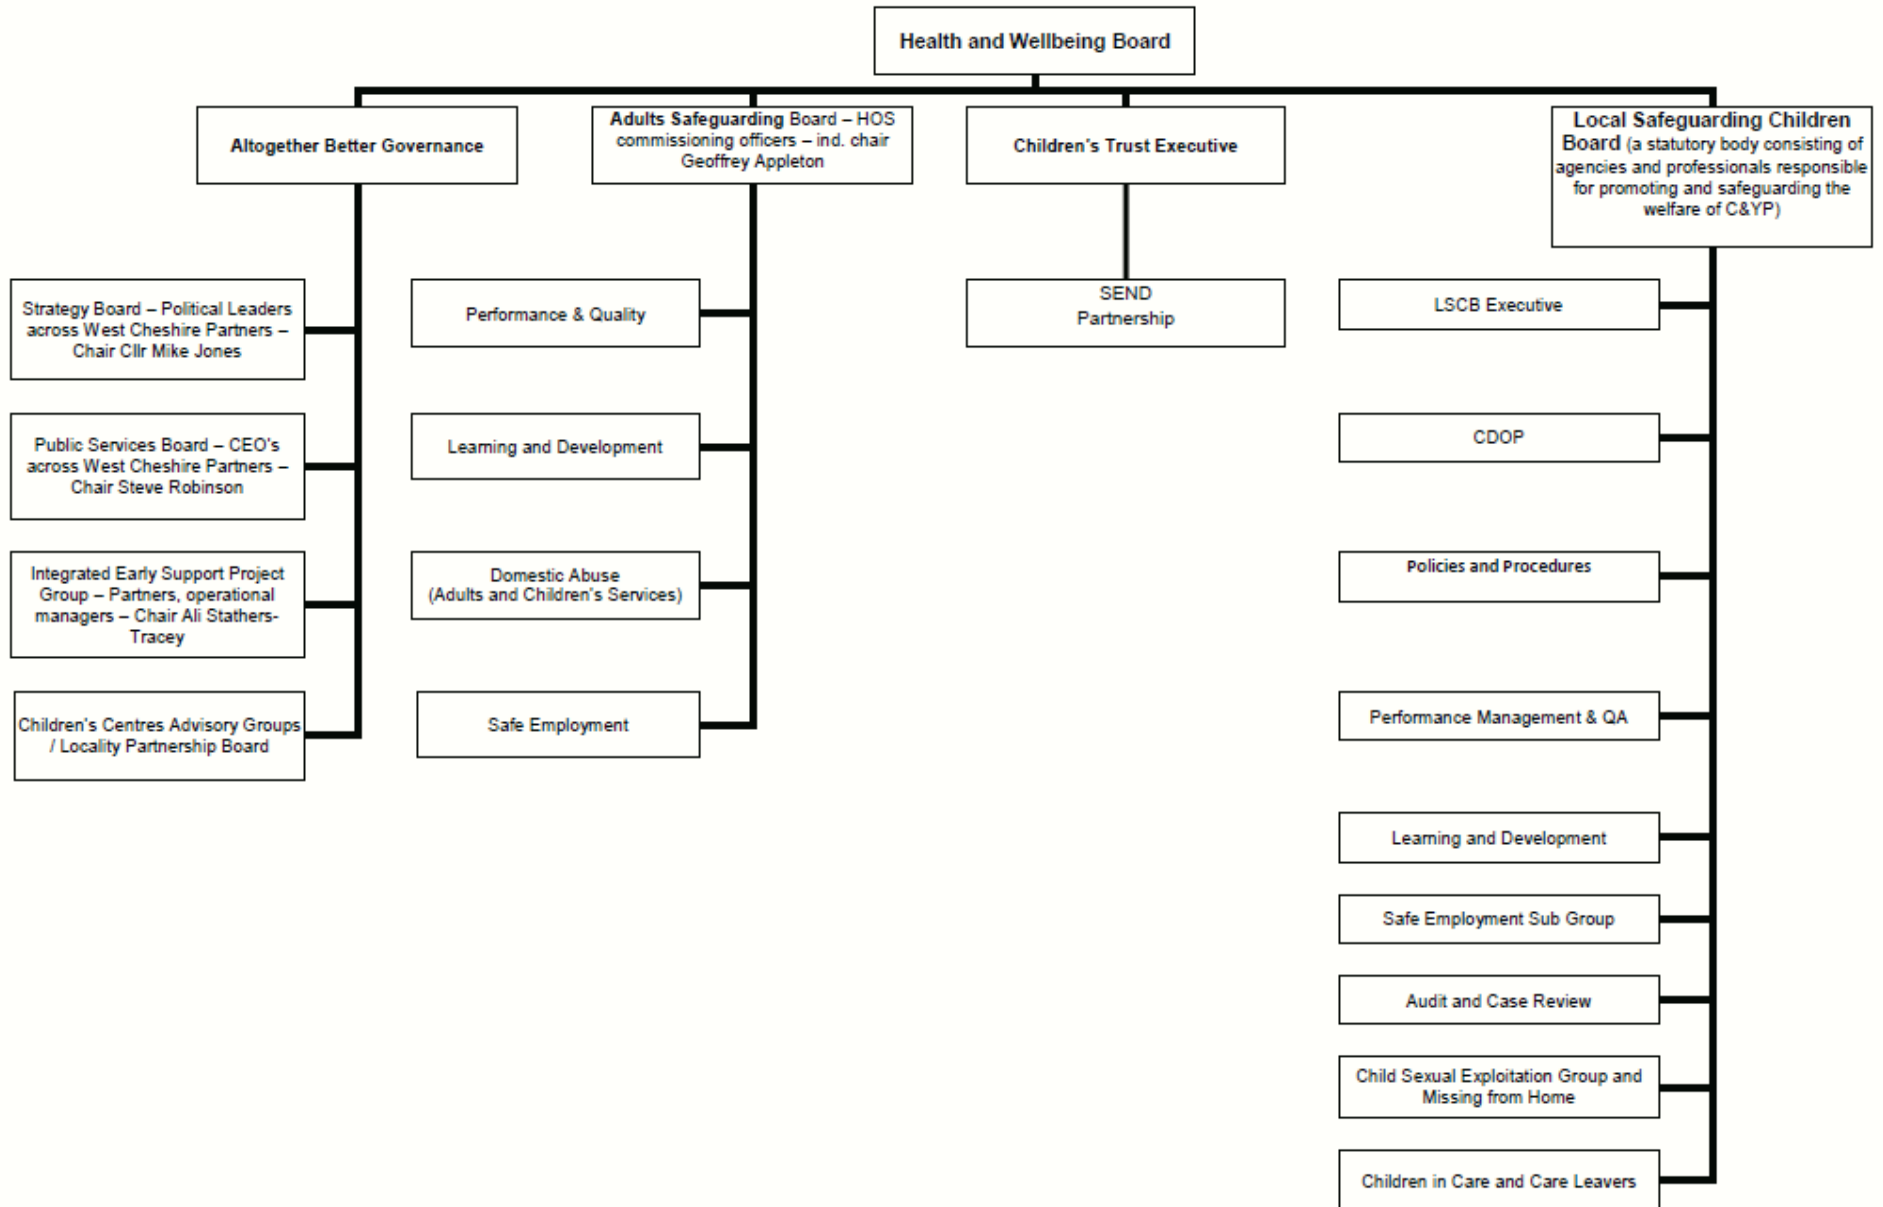 Health and Wellbeing Board
Altogether Better Governance
Adults Safeguarding Board – HOS
commissioning officers – ind. chair
Geoffrey Appleton
Children's Trust Executive
Local Safeguarding Children
Board (a statutory body consisting of
agencies and professionals responsible
for promoting and safeguarding the
welfare of C&YP)
Strategy Board – Political Leaders
across West Cheshire Partners –
Chair Cllr Mike Jones
Public Services Board – CEO's
across West Cheshire Partners –
Chair Steve Robinson
Integrated Early Support Project
Group – Partners, operational
managers – Chair Ali Stathers-
Tracey
Children's Centres Advisory Groups
/ Locality Partnership Board
Performance & Quality
Learning and Development
Domestic Abuse
(Adults and Children's Services)
Safe Employment
SEND
Partnership
LSCB Executive
CDOP
Policies and Procedures
Performance Management & QA
Learning and Development
Safe Employment Sub Group
Audit and Case Review
Child Sexual Exploitation Group and
Missing from Home
Children in Care and Care Leavers